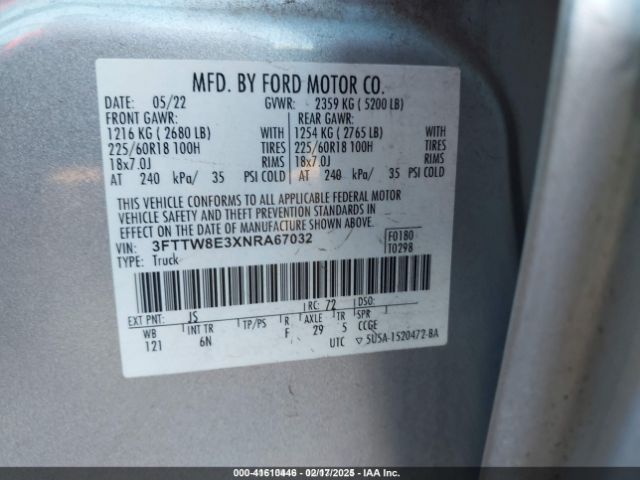 MFD. BY FORD MOTOR CO.
DATE: 05/22 GVWR: 2359 KG ( 5200 LB)
FRONT GAWR: REAR GAWR:
1216 KG ( 2680 LB) WITH 1254 KG ( 2765 LB) WITH
225/60R18 100H TIRES 225/60R18 100H TIRES
18x7.0J RIMS 18x7.0J RIMS
AT 240 kPa/ 35 PSI COLD AT 240 kPa/ 35 PSI COLD
THIS VEHICLE CONFORMS TO ALL APPLICABLE FEDERAL MOTOR
VEHICLE SAFETY AND THEFT PREVENTION STANDARDS IN
EFFECT ON THE DATE OF MANUFACTURE SHOWN ABOVE.
VIN: 3FTTW8E3XNRA67032 F0180
TYPE: Truck T0298
EXT PNT: JS RC: 72 DSO:
WB INT TR TP/PS R AXLE TR SPR
121 6N F 29 5 CCGE
UTC ▽ 5U5A-1520472-BA
000-41610446 - 02/17/2025 - IAA Inc.